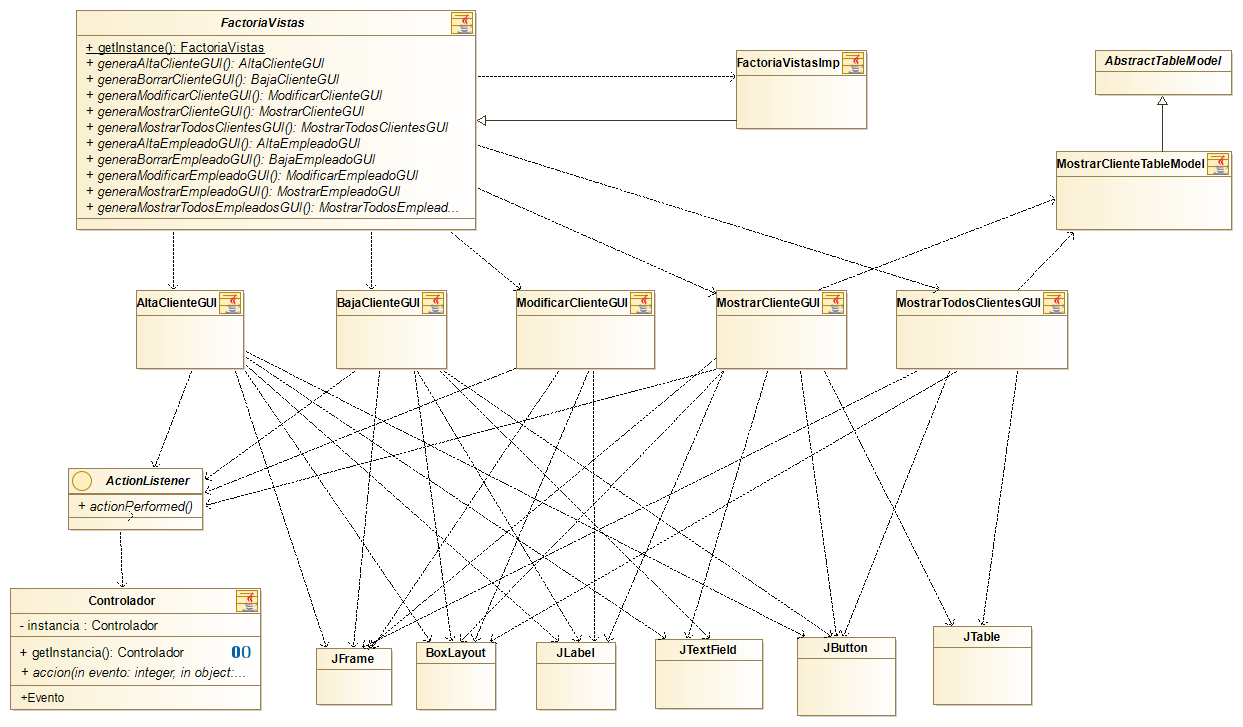 FactoriaVistas
+ getInstance(): FactoriaVistas
+ generaAltaClienteGUI(): AltaClienteGUI
+ generaBorrarClienteGUI(): BajaClienteGUI
+ generaModificarClienteGUI(): ModificarClienteGUI
+ generaMostrarClienteGUI(): MostrarClienteGUI
+ generaMostrarTodosClientesGUI(): MostrarTodosClientesGUI
+ generaAltaEmpleadoGUI(): AltaEmpleadoGUI
+ generaBorrarEmpleadoGUI(): BajaEmpleadoGUI
+ generaModificarEmpleadoGUI(): ModificarEmpleadoGUI
+ generaMostrarEmpleadoGUI(): MostrarEmpleadoGUI
+ generaMostrarTodosEmpleadosGUI(): MostrarTodosEmplead...
FactoriaVistasImp
AbstractTableModel
MostrarClienteTableModel
AltaClienteGUI
BajaClienteGUI
ModificarClienteGUI
MostrarClienteGUI
MostrarTodosClientesGUI
ActionListener
+ actionPerformed()
Controlador
- instancia : Controlador
+ getInstancia(): Controlador
+ accion(in evento: integer, in object:...
+Evento
JFrame
BoxLayout
JLabel
JTextField
JButton
JTable